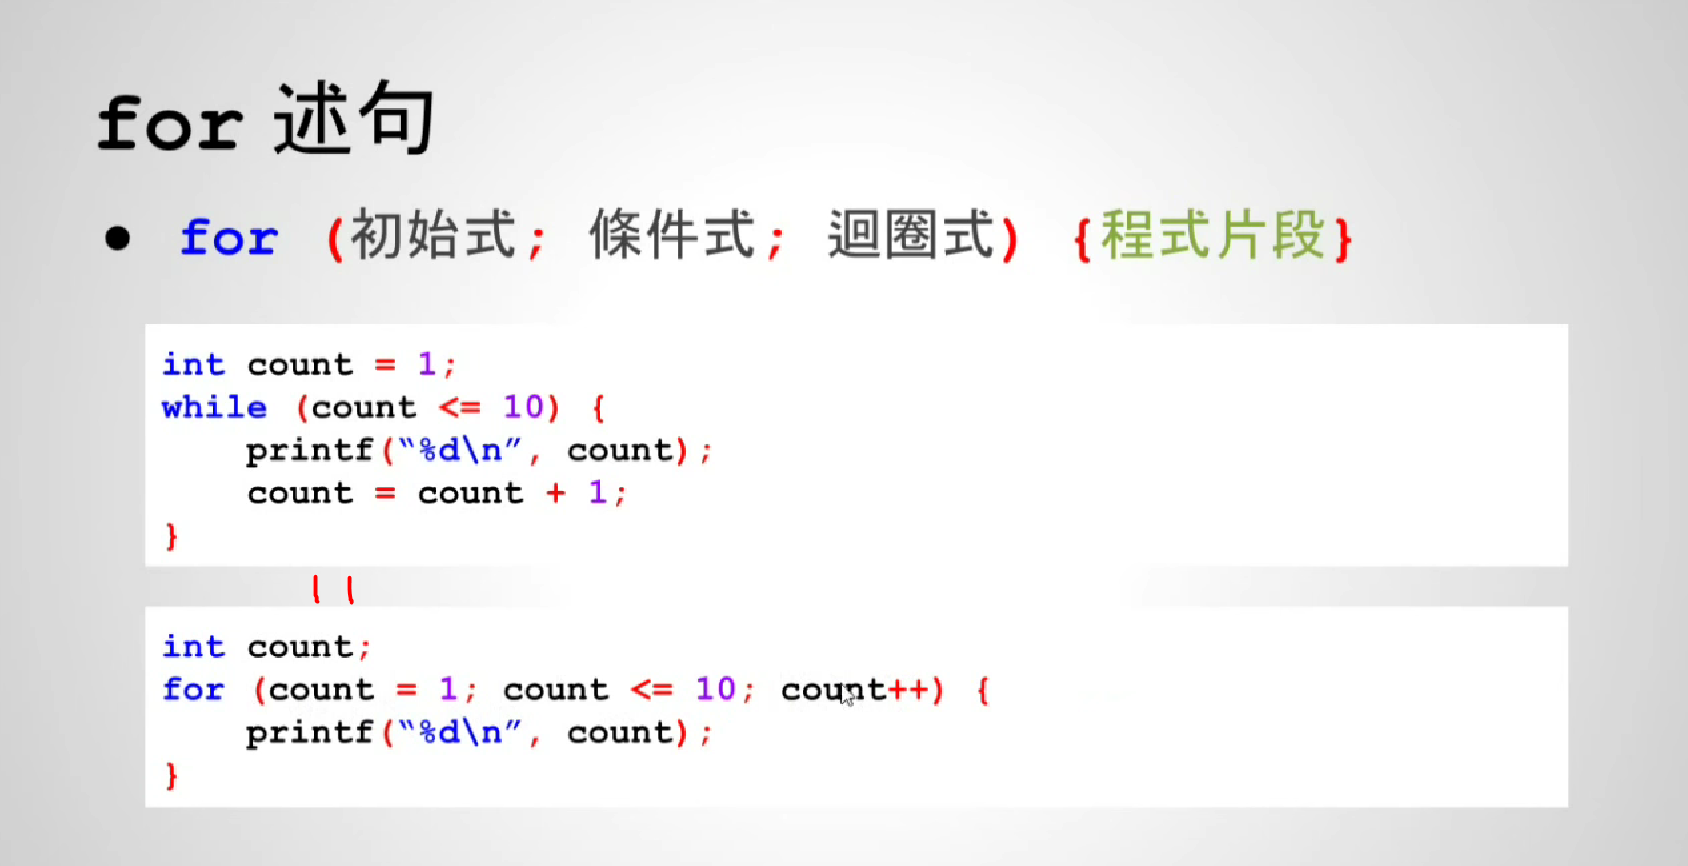 for 述句
● for (初始式; 條件式; 迴圈式) {程式片段}
int count = 1;
while (count <= 10) {
    printf(“%d\n”, count);
    count = count + 1;
}
int count;
for (count = 1; count <= 10; count++) {
    printf(“%d\n”, count);
}